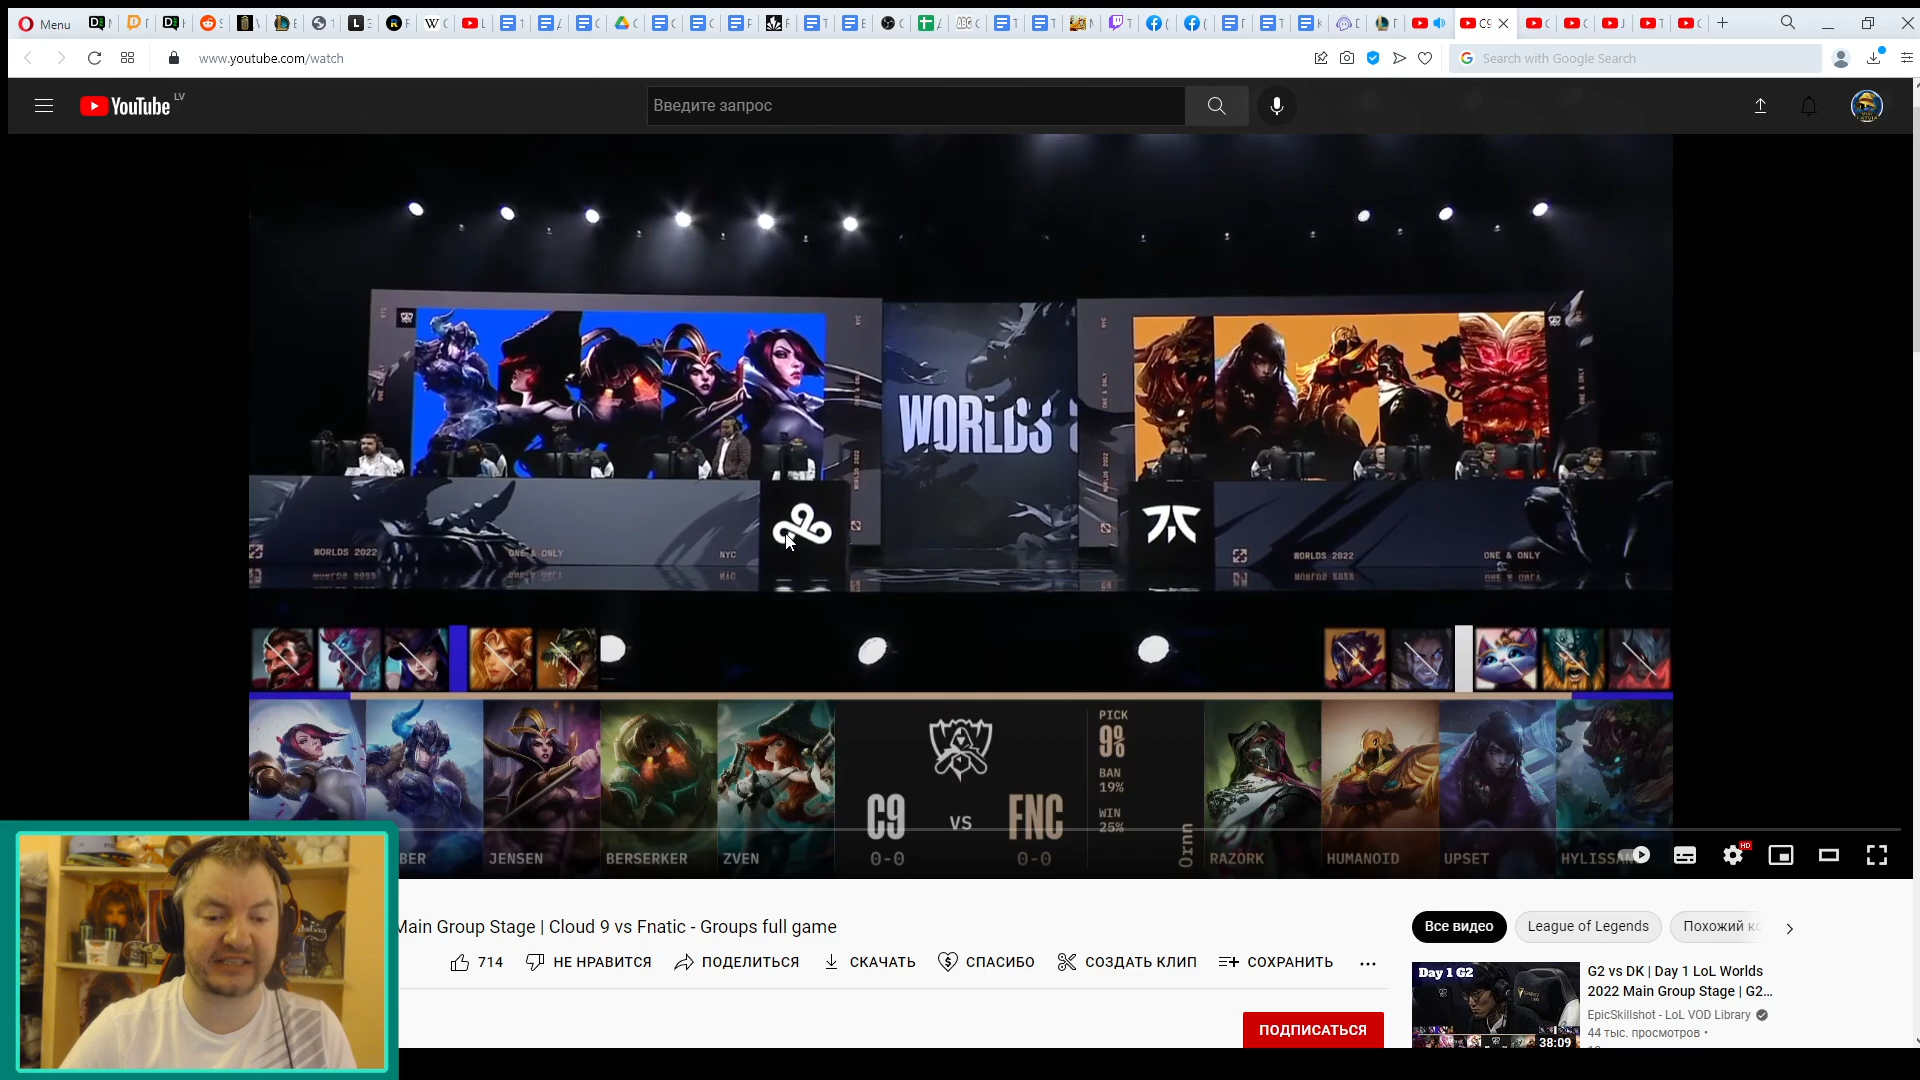 Menu
www.youtube.com/watch
Search with Google Search
YouTube LV
Введите запрос
WORLDS
WORLDS 2022
ONE & ONLY
NYC
WORLDS 2022
ONE & ONLY
PICK
9%
BAN
19%
WIN
25%
Ornn
C9
VS
FNC
0-0
0-0
BER
JENSEN
BERSERKER
ZVEN
RAZORK
HUMANOID
UPSET
HYLISSAN
HD
Main Group Stage | Cloud 9 vs Fnatic - Groups full game
714
НЕ НРАВИТСЯ
ПОДЕЛИТЬСЯ
СКАЧАТЬ
СПАСИБО
СОЗДАТЬ КЛИП
СОХРАНИТЬ
ПОДПИСАТЬСЯ
Все видео
League of Legends
Похожий ко
Day 1 G2
38:09
G2 vs DK | Day 1 LoL Worlds
2022 Main Group Stage | G2...
EpicSkillshot - LoL VOD Library
44 тыс. просмотров •